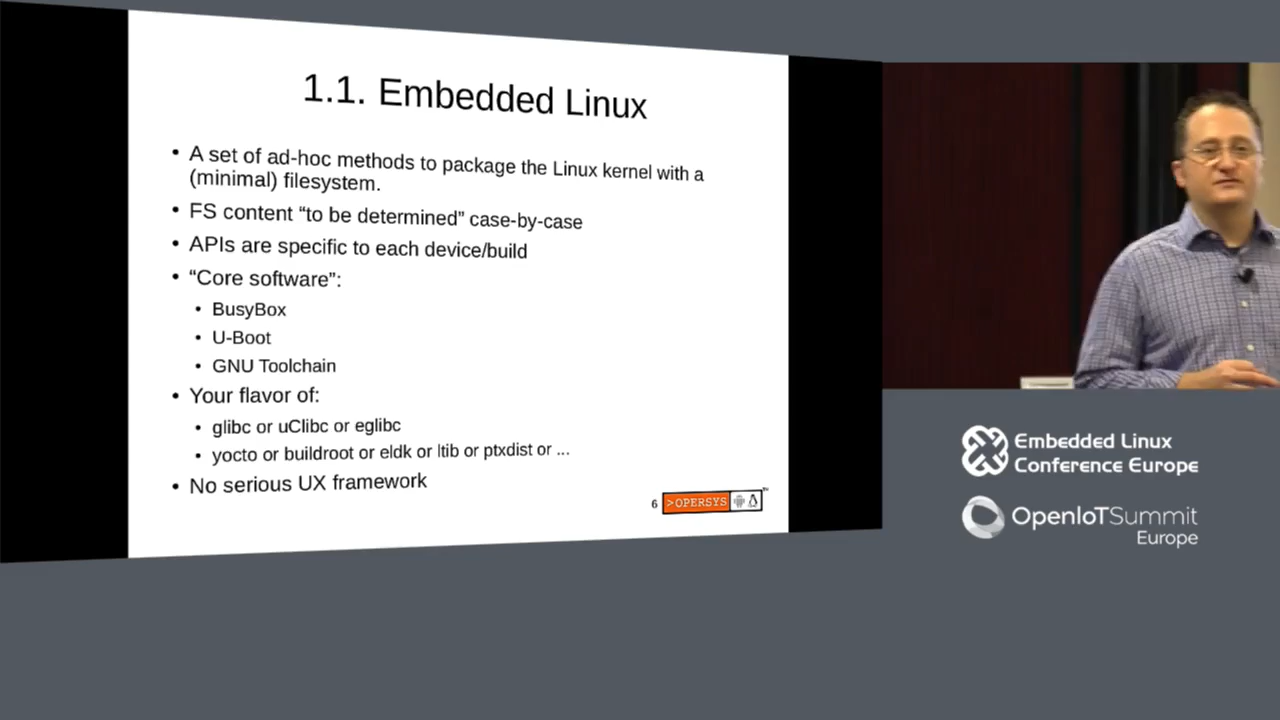 1.1. Embedded Linux
• A set of ad-hoc methods to package the Linux kernel with a
(minimal) filesystem.
• FS content “to be determined” case-by-case
• APIs are specific to each device/build
• “Core software”:
• BusyBox
• U-Boot
• GNU Toolchain
• Your flavor of:
• glibc or uClibc or eglibc
• yocto or buildroot or eldk or ltib or ptxdist or ...
• No serious UX framework
6 >OPERSYS TM
Embedded Linux
Conference Europe
OpenIoTSummit
Europe